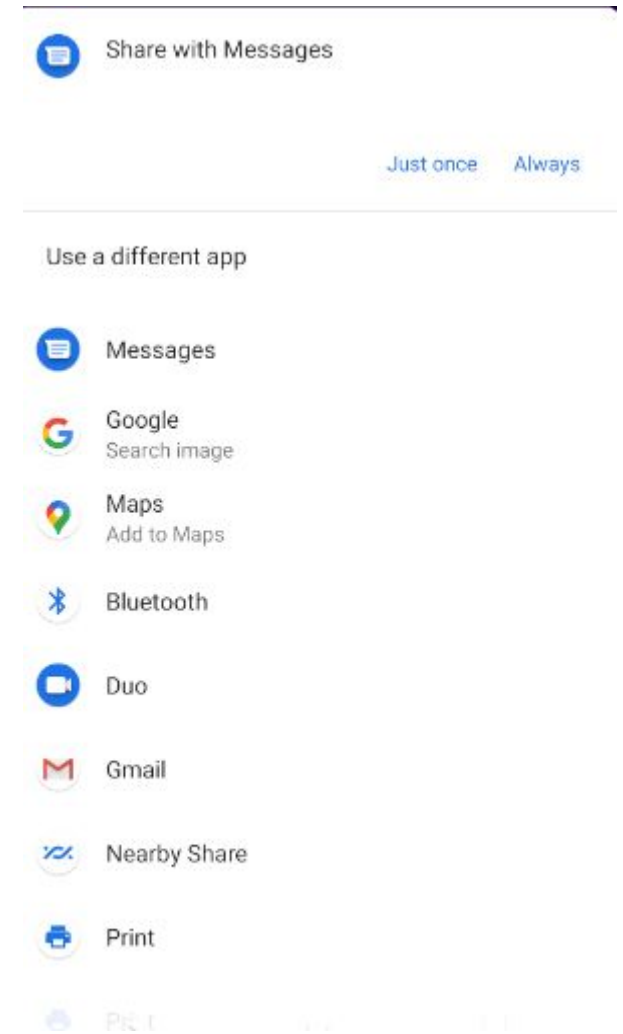 Share with Messages
Just once Always
Use a different app
Messages
Google
Search image
Maps
Add to Maps
Bluetooth
Duo
Gmail
Nearby Share
Print